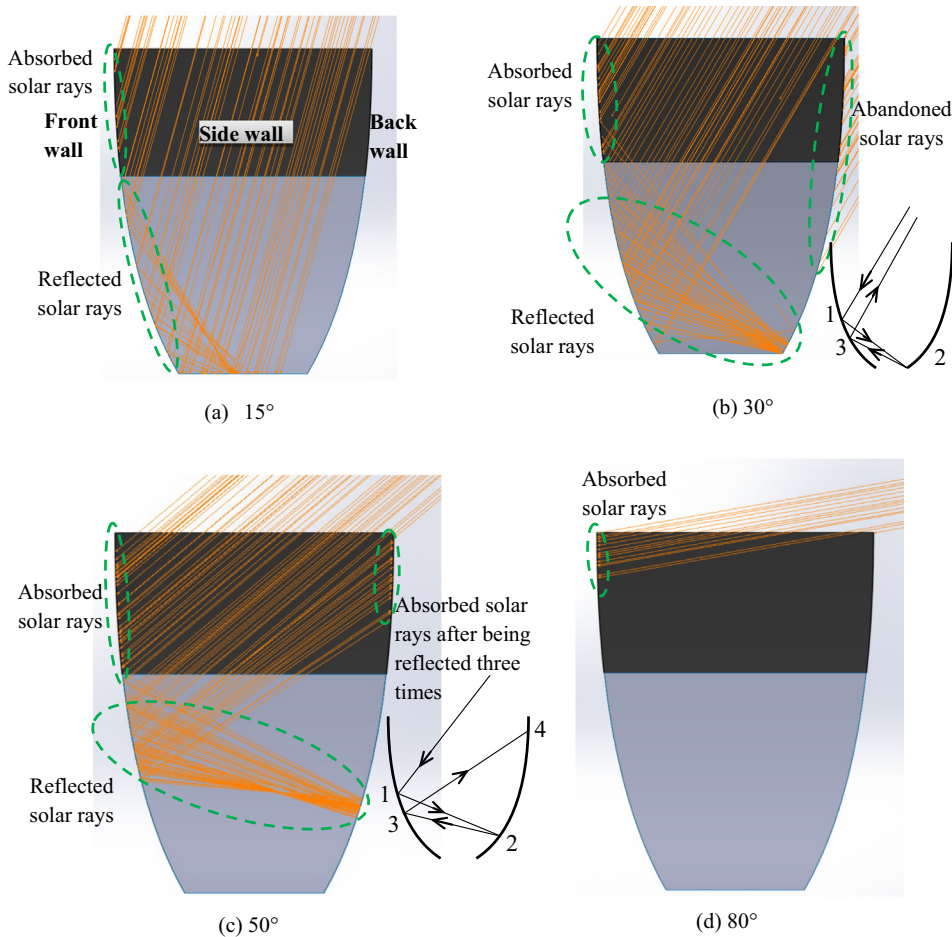 Absorbed
solar rays
Front
wall
Side wall
Back
wall
Reflected
solar rays
(a) 15°
Absorbed
solar rays
Abandoned
solar rays
Reflected
solar rays
1
3
2
(b) 30°
Absorbed
solar rays
Absorbed solar
rays after being
reflected three
times
Reflected
solar rays
1
3
2
4
(c) 50°
Absorbed
solar rays
(d) 80°